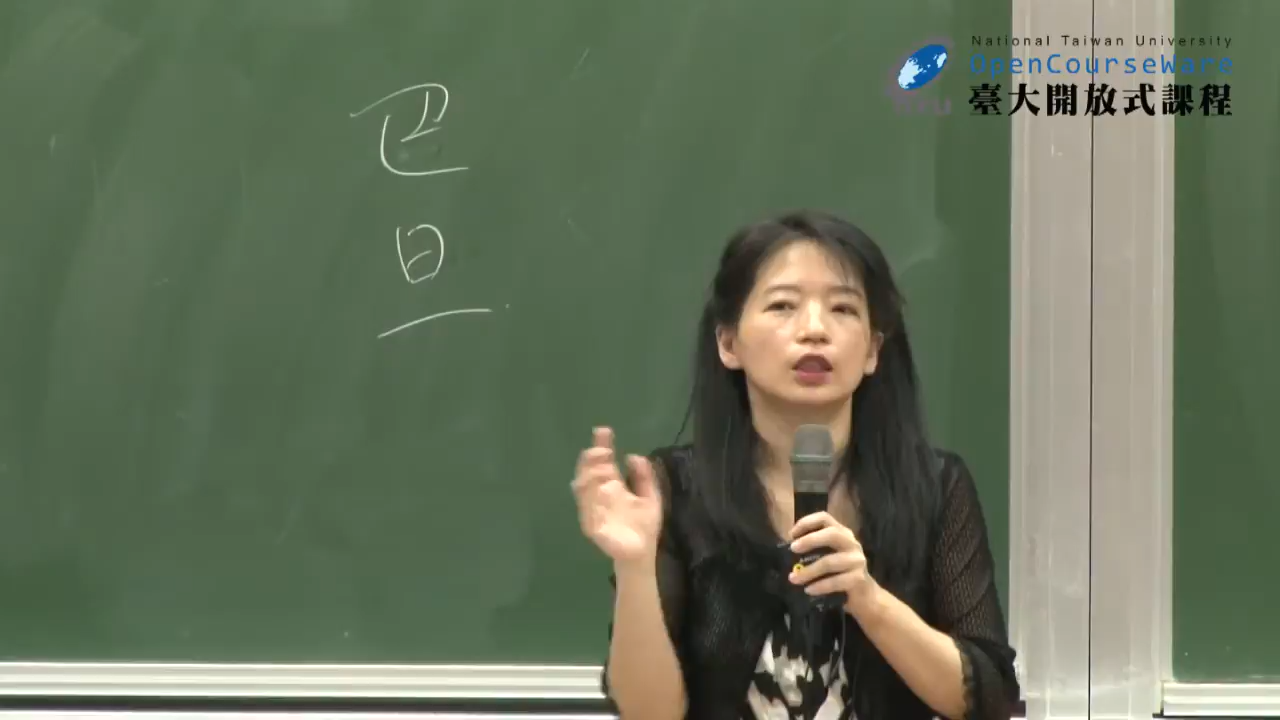 National Taiwan University
OpenCourseWare
臺大開放式課程
巴
旦